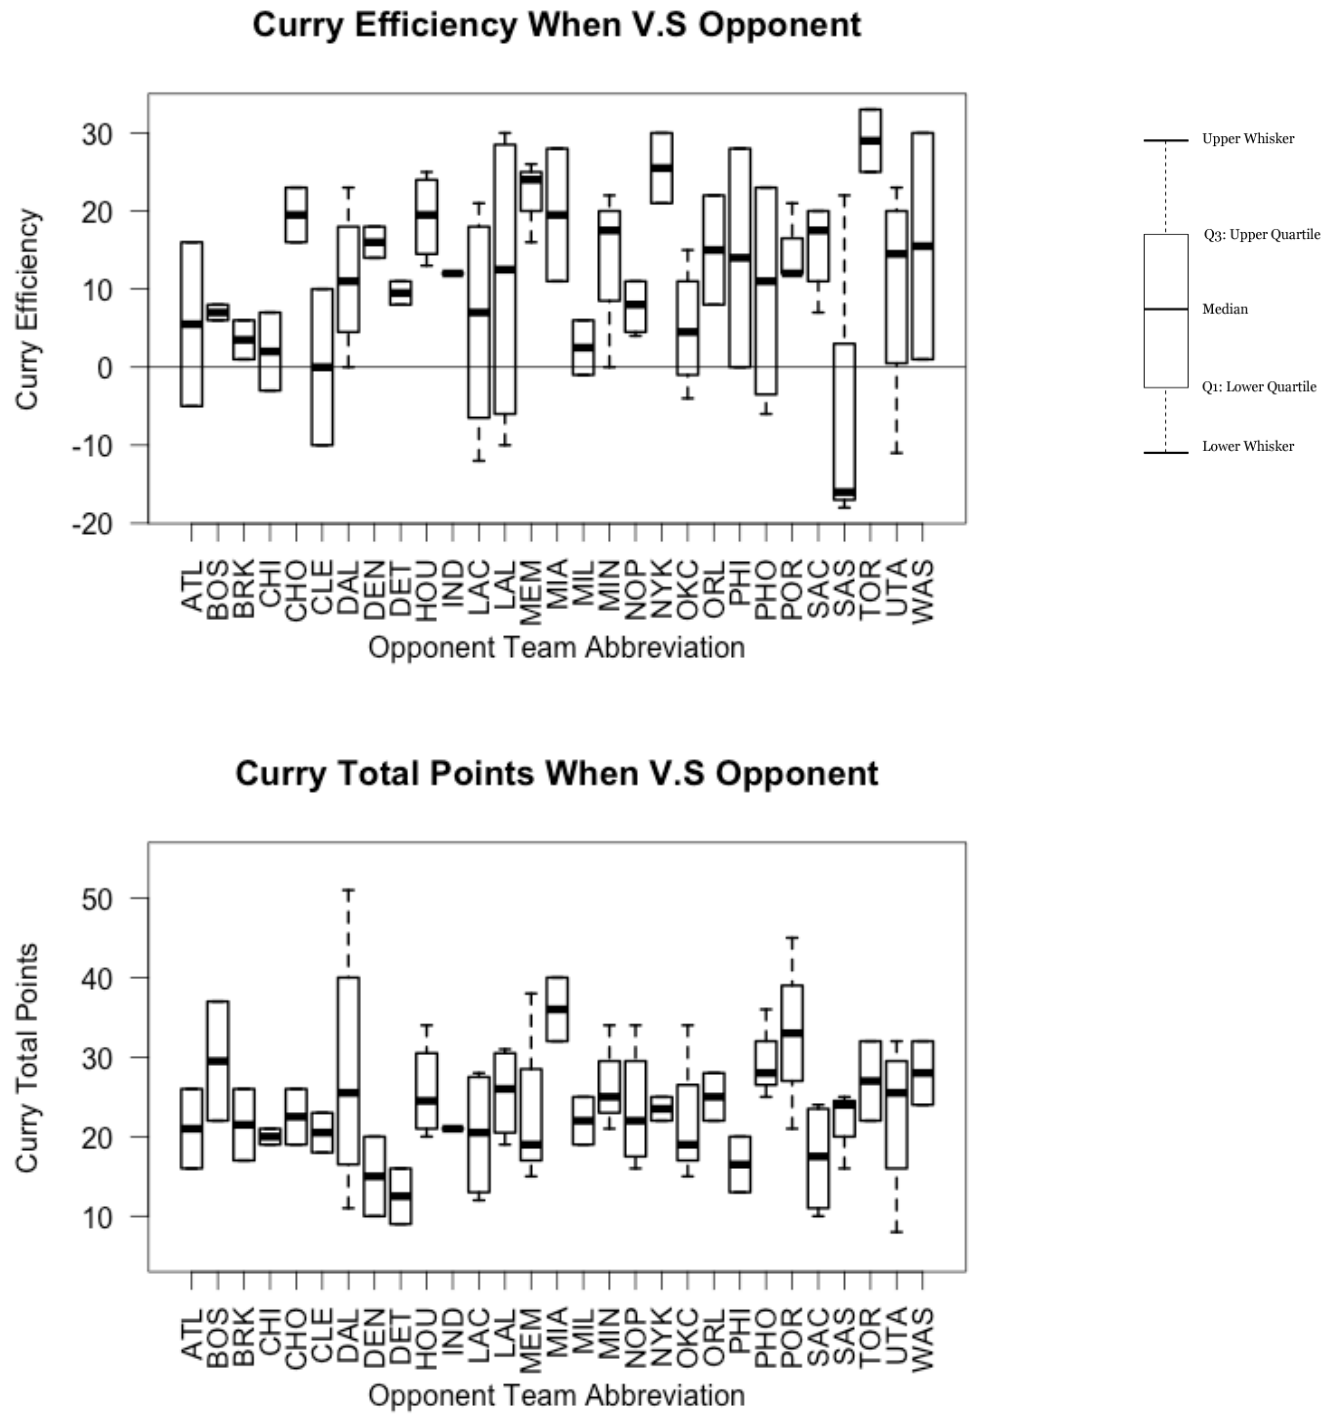 Curry Efficiency When V.S Opponent
Curry Efficiency
30
20
10
0
-10
-20
ATL BOS BRK CHI CHO CLE DAL DEN DET HOU IND LAC LAL MEM MIA MIL MIN NOP NYK OKC ORL PHI PHO POR SAC SAS TOR UTA WAS
Opponent Team Abbreviation
Upper Whisker
Q3: Upper Quartile
Median
Q1: Lower Quartile
Lower Whisker
Curry Total Points When V.S Opponent
Curry Total Points
50
40
30
20
10
ATL BOS BRK CHI CHO CLE DAL DEN DET HOU IND LAC LAL MEM MIA MIL MIN NOP NYK OKC ORL PHI PHO POR SAC SAS TOR UTA WAS
Opponent Team Abbreviation